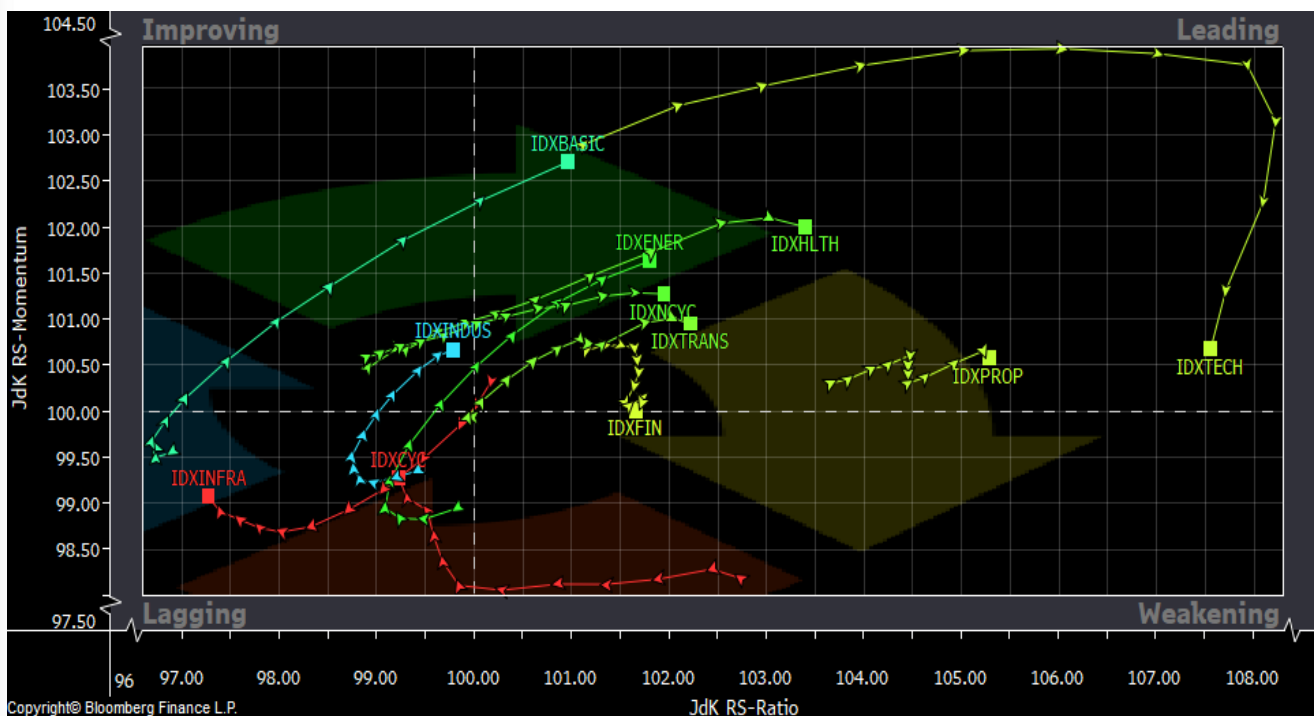 104.50
Improving
Leading
103.50
103.00
102.50
102.00
101.50
101.00
100.50
100.00
99.50
99.00
98.50
97.50
JdK RS-Momentum
IDXBASIC
IDXHLTH
IDXENER
IDXNCYC
IDXINDUS
IDXTRANS
IDXTECH
IDXPROP
IDXFIN
IDXCYC
IDXINFRA
Lagging
Weakening
96
97.00
98.00
99.00
100.00
101.00
102.00
103.00
104.00
105.00
106.00
107.00
108.00
Copyright© Bloomberg Finance L.P.
JdK RS-Ratio